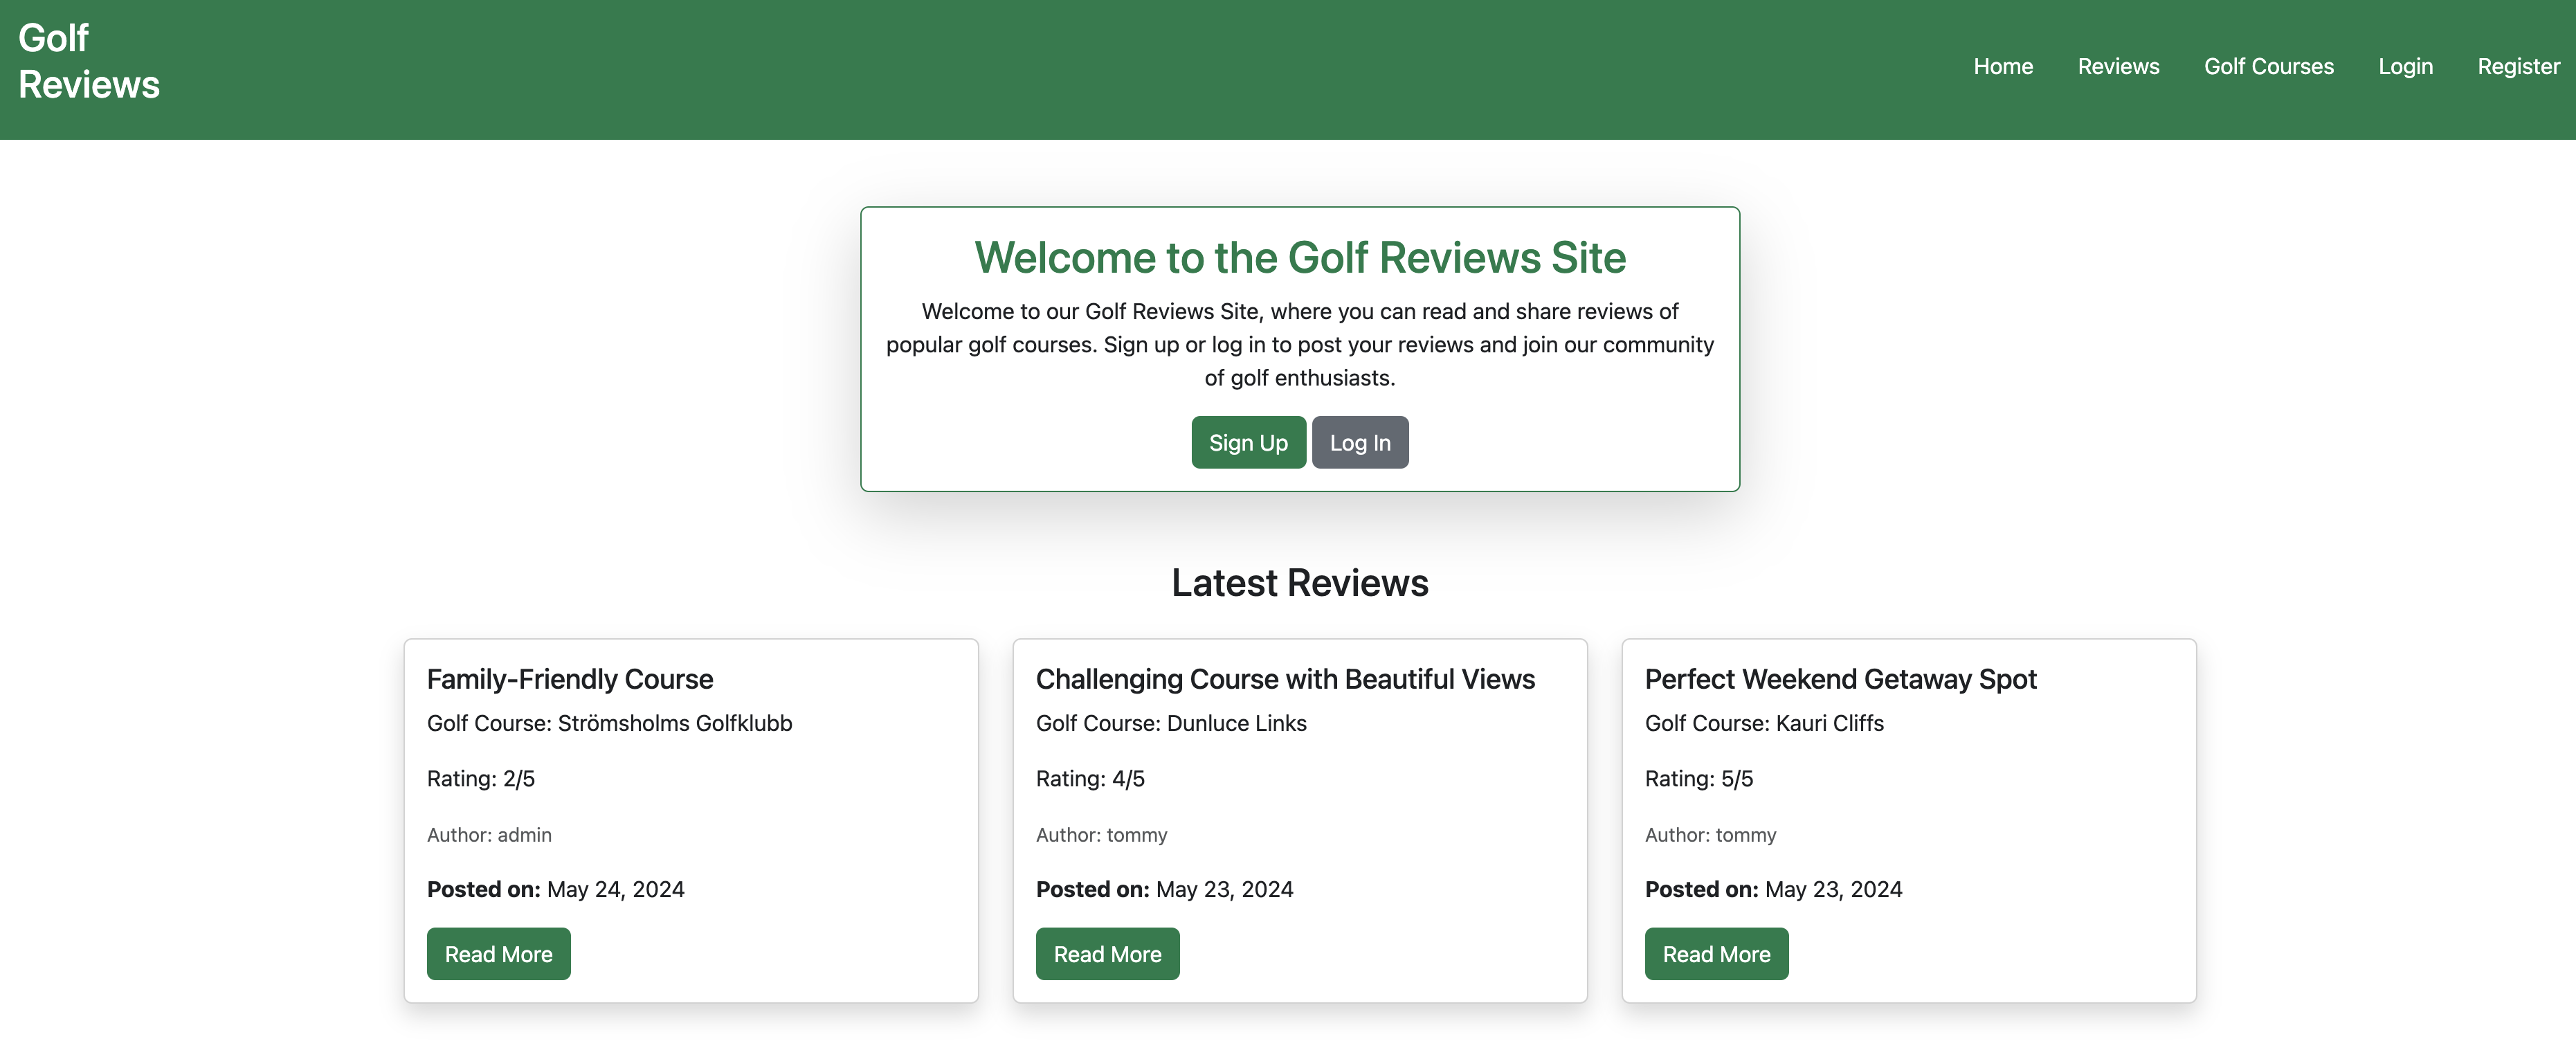 Golf
Reviews
Home
Reviews
Golf Courses
Login
Register
Welcome to the Golf Reviews Site
Welcome to our Golf Reviews Site, where you can read and share reviews of
popular golf courses. Sign up or log in to post your reviews and join our community
of golf enthusiasts.
Sign Up
Log In
Latest Reviews
Family-Friendly Course
Golf Course: Strömsholms Golfklubb
Rating: 2/5
Author: admin
Posted on: May 24, 2024
Read More
Challenging Course with Beautiful Views
Golf Course: Dunluce Links
Rating: 4/5
Author: tommy
Posted on: May 23, 2024
Read More
Perfect Weekend Getaway Spot
Golf Course: Kauri Cliffs
Rating: 5/5
Author: tommy
Posted on: May 23, 2024
Read More